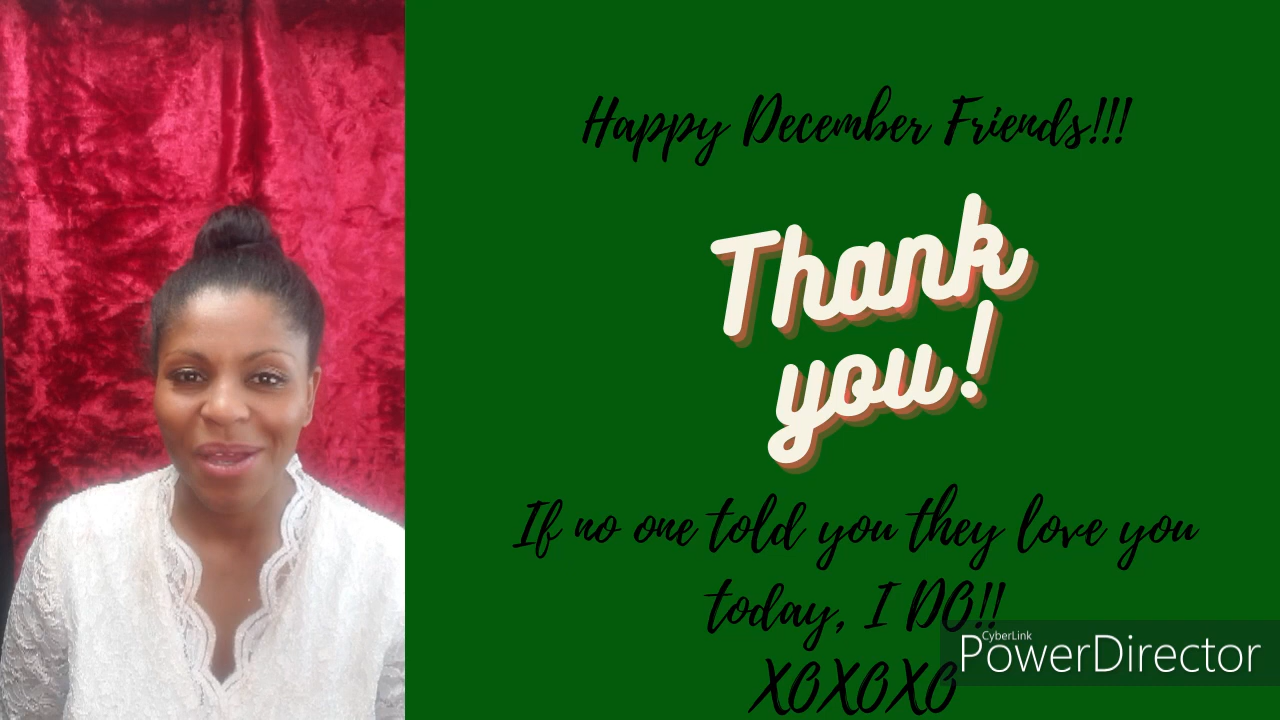 Happy December Friends!!!
Thank
you!
If no one told you they love you
today, I DO!!
XOXOXO
CyberLink
PowerDirector